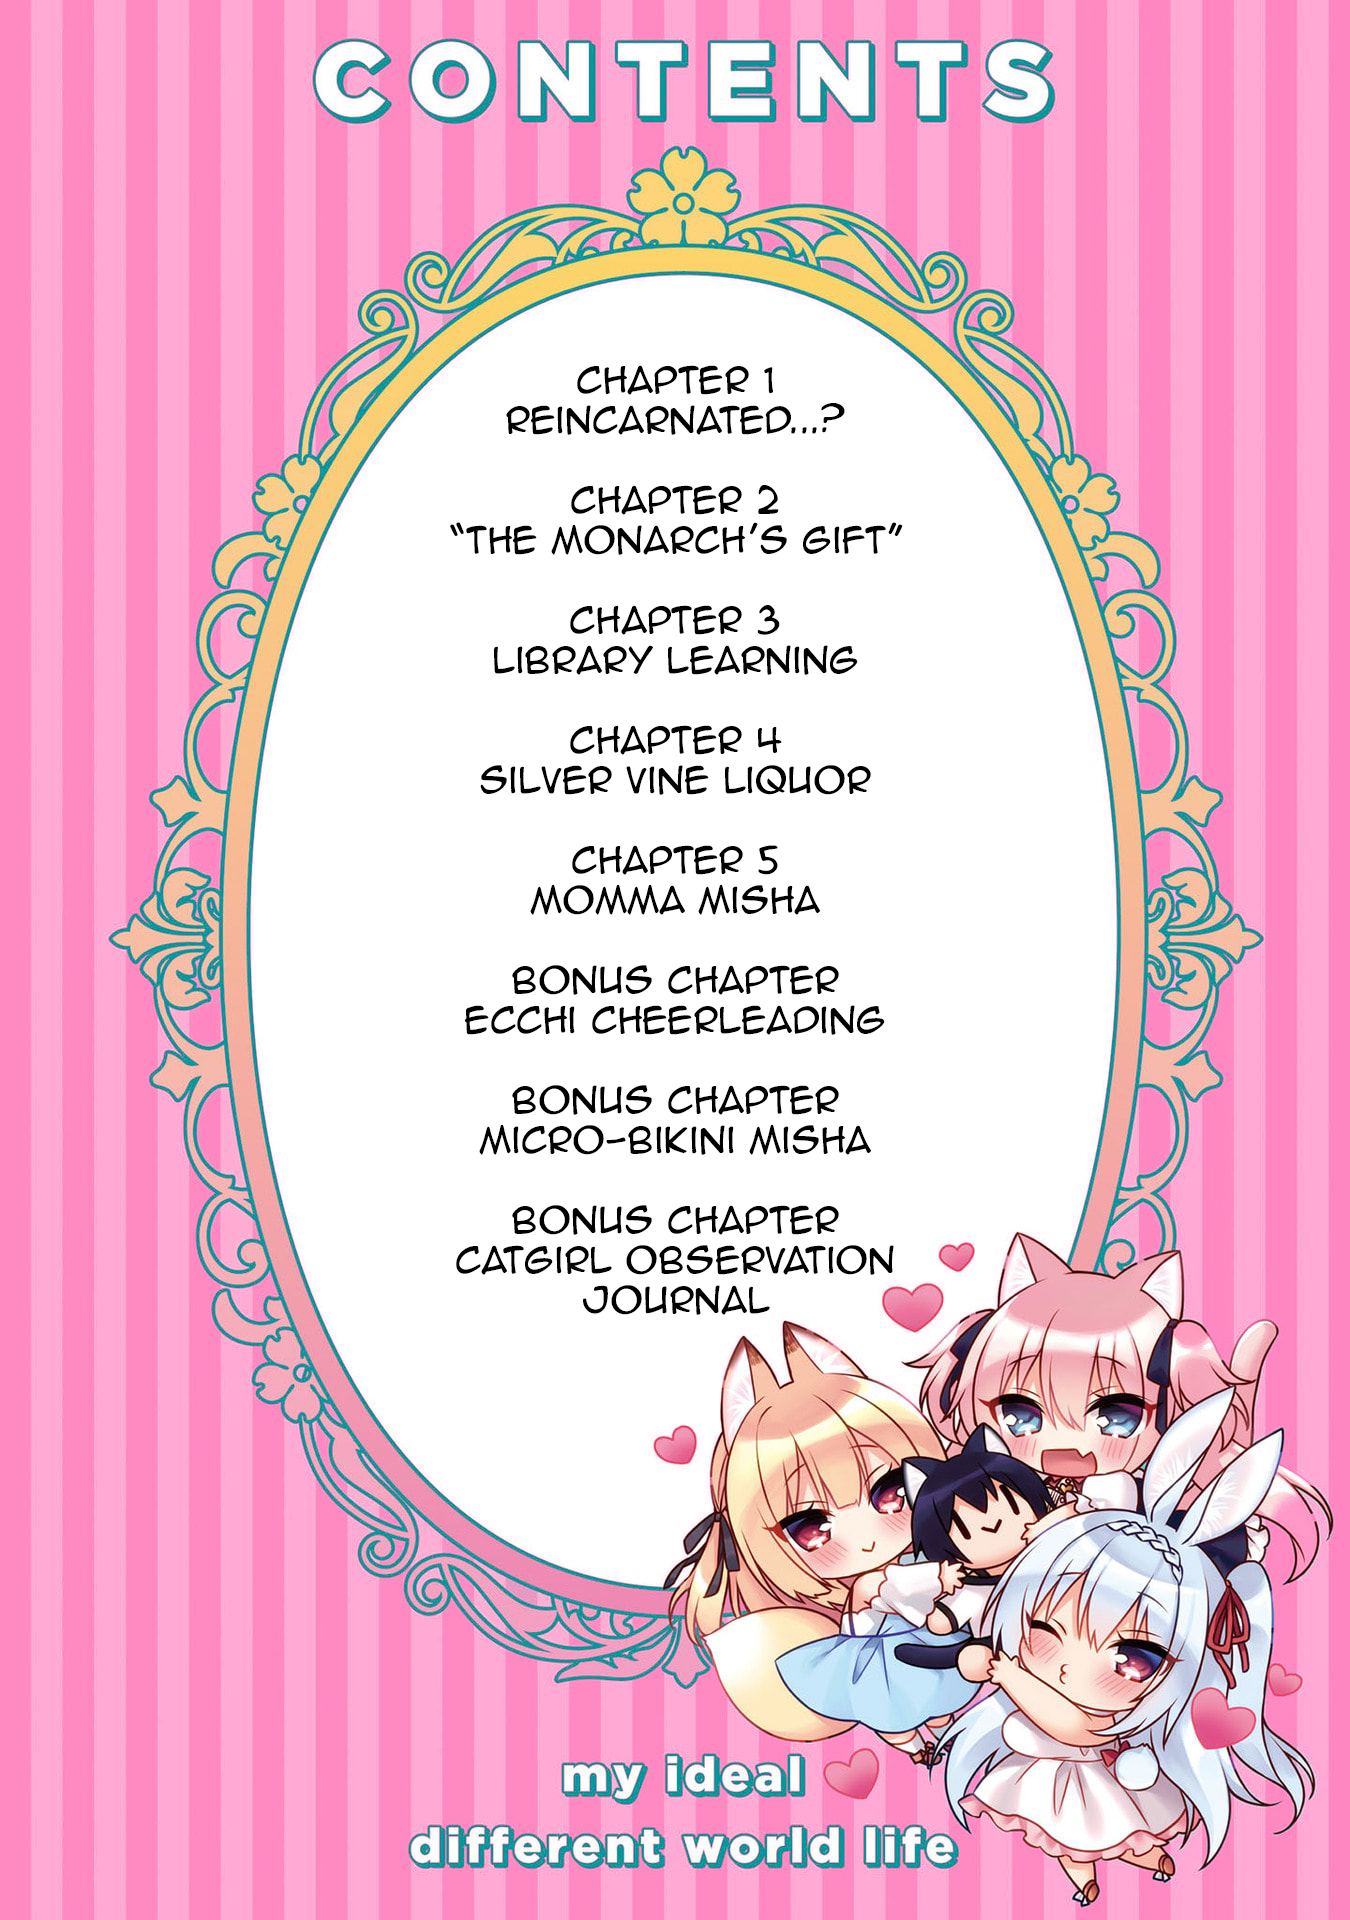 CONTENTS
CHAPTER 1
REINCARNATED...?
CHAPTER 2
“THE MONARCH’S GIFT”
CHAPTER 3
LIBRARY LEARNING
CHAPTER 4
SILVER VINE LIQUOR
CHAPTER 5
MOMMA MISHA
BONUS CHAPTER
ECCHI CHEERLEADING
BONUS CHAPTER
MICRO-BIKINI MISHA
BONUS CHAPTER
CATGIRL OBSERVATION
JOURNAL
my ideal
different world life